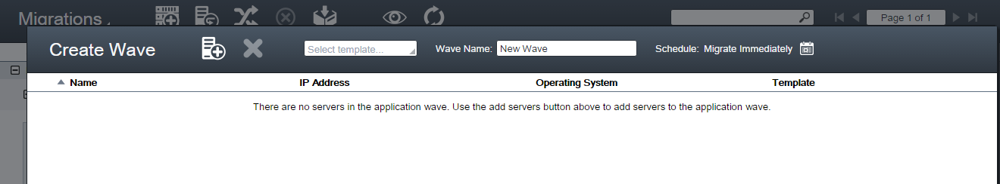 Migrations
Page 1 of 1
Create Wave
Select template...
Wave Name: New Wave
Schedule: Migrate Immediately
Name IP Address Operating System Template
There are no servers in the application wave. Use the add servers button above to add servers to the application wave.